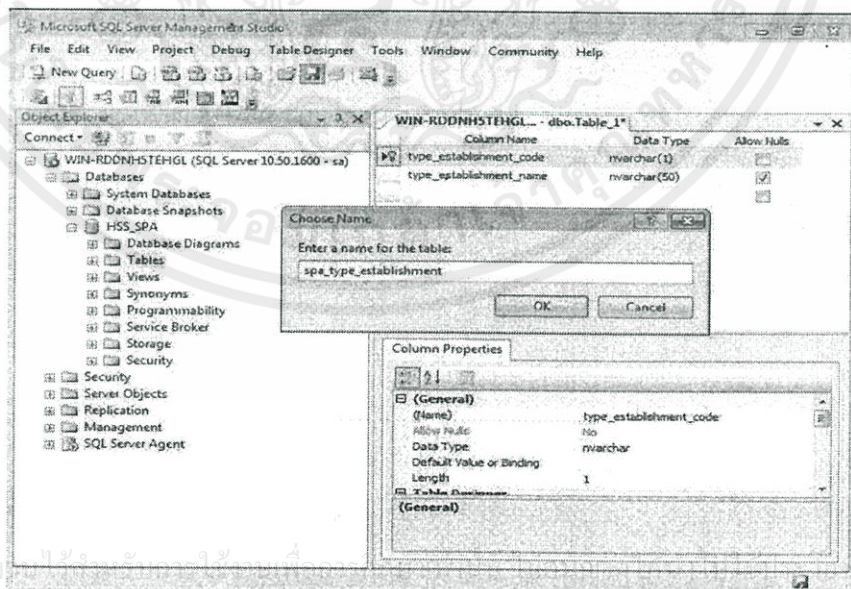 Microsoft SQL Server Management Studio
File Edit View Project Debug Table Designer Tools Window Community Help
New Query
Object Explorer
Connect
WIN-RDDNH5TEHGL (SQL Server 10.50.1600 - sa)
Databases
System Databases
Database Snapshots
HSS_SPA
Database Diagrams
Tables
Views
Synonyms
Programmability
Service Broker
Storage
Security
Security
Server Objects
Replication
Management
SQL Server Agent
WIN-RDDNH5TEHGL... - dbo.Table_1*
Column Name Data Type Allow Nulls
type_establishment_code nvarchar(1)
type_establishment_name nvarchar(50)
Choose Name
Enter a name for the table:
spa_type_establishment
OK Cancel
Column Properties
(General)
(Name) type_establishment_code
Allow Nulls No
Data Type nvarchar
Default Value or Binding
Length 1
Table Designer
(General)